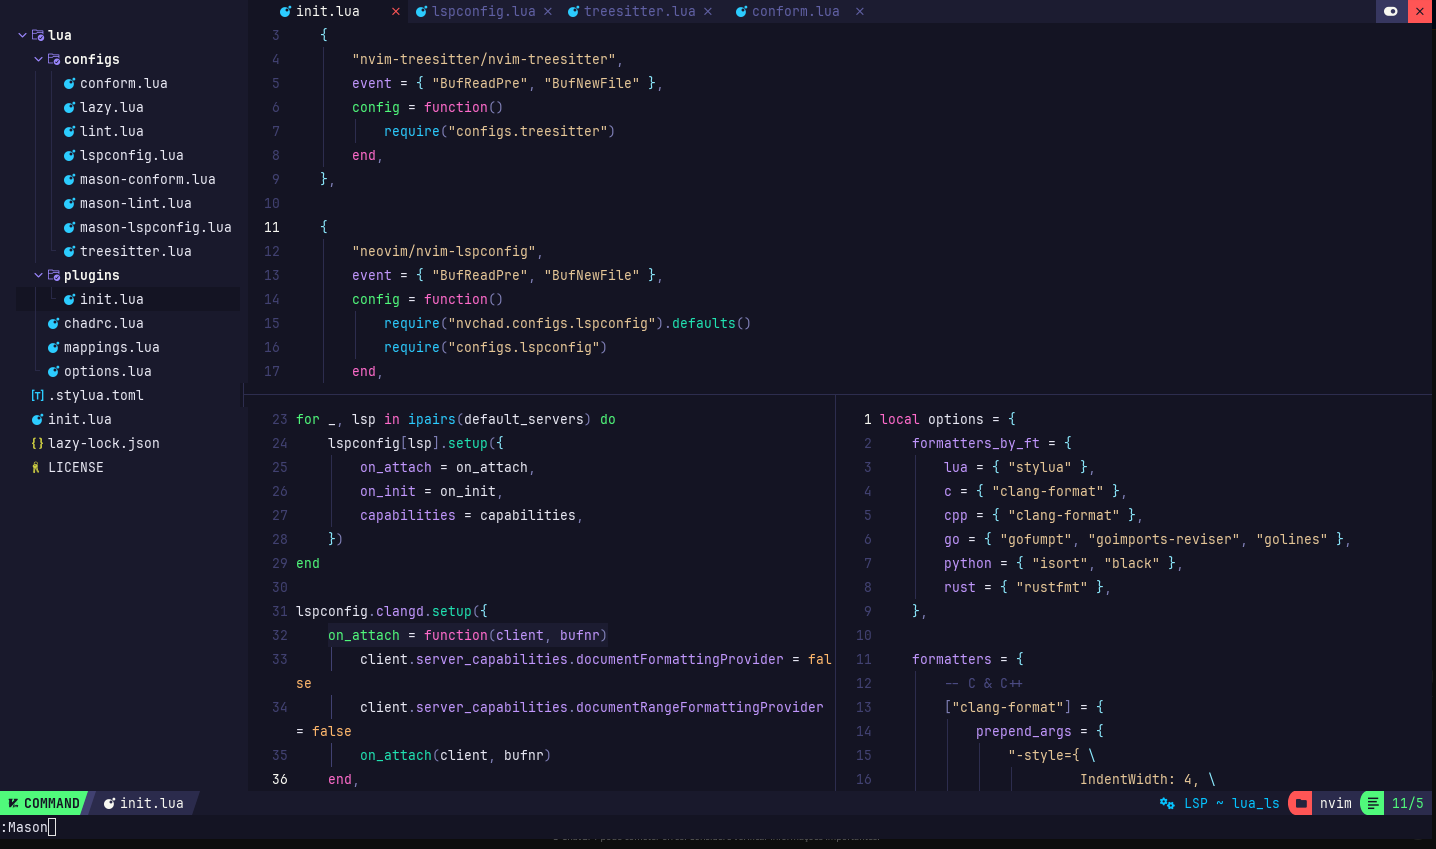 init.lua × lspconfig.lua × treesitter.lua × conform.lua × ×
lua
configs
conform.lua
lazy.lua
lint.lua
lspconfig.lua
mason-conform.lua
mason-lint.lua
mason-lspconfig.lua
treesitter.lua
plugins
init.lua
chadrc.lua
mappings.lua
options.lua
[T] .stylua.toml
init.lua
{} lazy-lock.json
LICENSE
3 {
4 "nvim-treesitter/nvim-treesitter",
5 event = { "BufReadPre", "BufNewFile" },
6 config = function()
7 require("configs.treesitter")
8 end,
9 },
10
11 {
12 "neovim/nvim-lspconfig",
13 event = { "BufReadPre", "BufNewFile" },
14 config = function()
15 require("nvchad.configs.lspconfig").defaults()
16 require("configs.lspconfig")
17 end,
23 for _, lsp in ipairs(default_servers) do
24 lspconfig[lsp].setup({
25 on_attach = on_attach,
26 on_init = on_init,
27 capabilities = capabilities,
28 })
29 end
30
31 lspconfig.clangd.setup({
32 on_attach = function(client, bufnr)
33 client.server_capabilities.documentFormattingProvider = fal
se
34 client.server_capabilities.documentRangeFormattingProvider
= false
35 on_attach(client, bufnr)
36 end,
1 local options = {
2 formatters_by_ft = {
3 lua = { "stylua" },
4 c = { "clang-format" },
5 cpp = { "clang-format" },
6 go = { "gofumpt", "goimports-reviser", "golines" },
7 python = { "isort", "black" },
8 rust = { "rustfmt" },
9 },
10
11 formatters = {
12 -- C & C++
13 ["clang-format"] = {
14 prepend_args = {
15 "-style={ \
16 IndentWidth: 4, \
COMMAND init.lua LSP ~ lua_ls nvim 11/5
:Mason